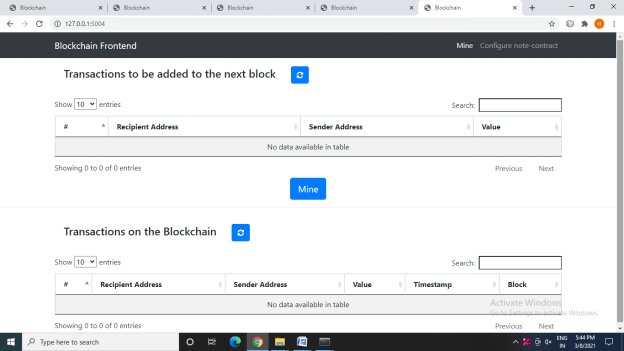 Blockchain Blockchain Blockchain Blockchain Blockchain
127.0.0.1:5004 H
Blockchain Frontend Mine Configure note-contract
Transactions to be added to the next block
Show 10 entries Search:
# Recipient Address Sender Address Value
No data available in table
Showing 0 to 0 of 0 entries Previous Next
Mine
Transactions on the Blockchain
Show 10 entries Search:
# Recipient Address Sender Address Value Timestamp Block
No data available in table
Activate Windows
Go to Settings to activate Windows.
Showing 0 to 0 of 0 entries Previous Next
Type here to search ENG 5:44 PM
IN 3/8/2021